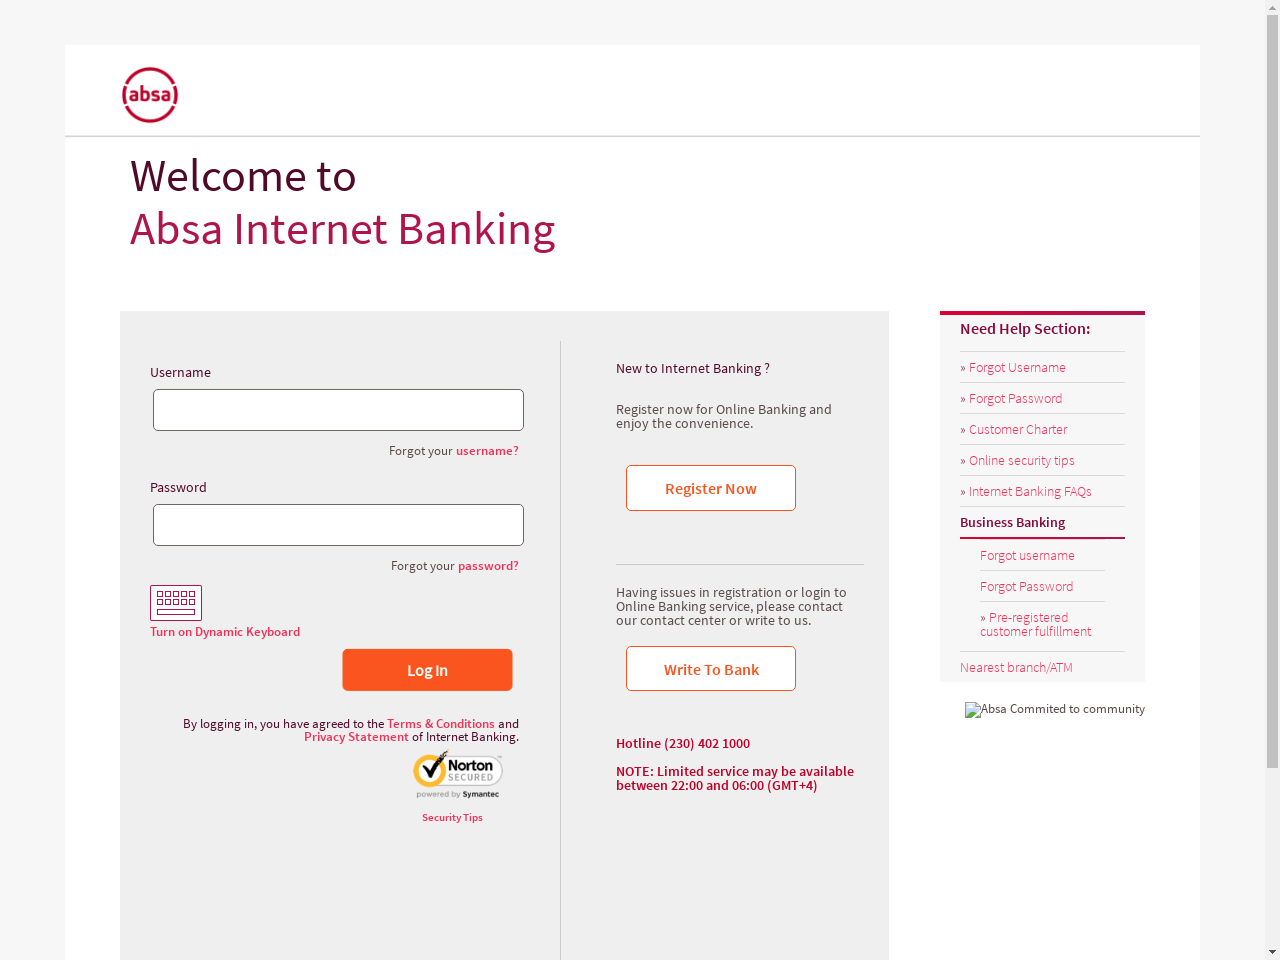 absa
Welcome to
Absa Internet Banking
Username
Forgot your username?
Password
Forgot your password?
Turn on Dynamic Keyboard
Log In
By logging in, you have agreed to the Terms & Conditions and
Privacy Statement of Internet Banking.
Norton
SECURED
powered by Symantec
Security Tips
New to Internet Banking ?
Register now for Online Banking and
enjoy the convenience.
Register Now
Having issues in registration or login to
Online Banking service, please contact
our contact center or write to us.
Write To Bank
Hotline (230) 402 1000
NOTE: Limited service may be available
between 22:00 and 06:00 (GMT+4)
Need Help Section:
» Forgot Username
» Forgot Password
» Customer Charter
» Online security tips
» Internet Banking FAQs
Business Banking
Forgot username
Forgot Password
» Pre-registered
customer fulfillment
Nearest branch/ATM
Absa Commited to community